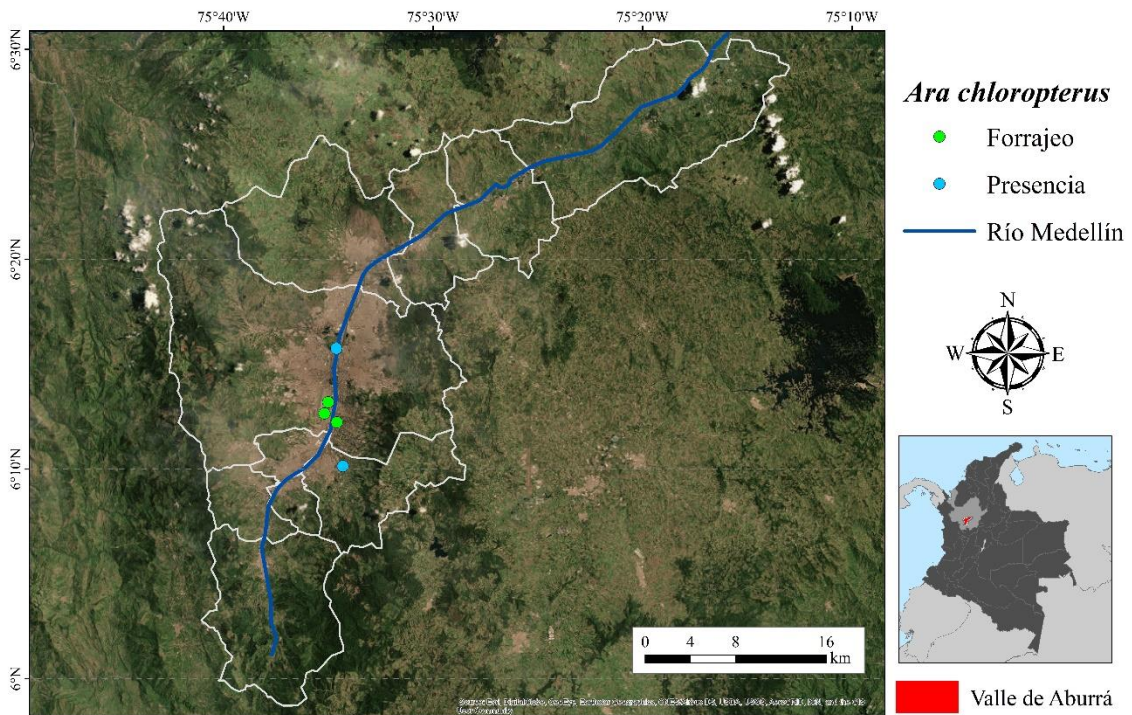 75°40'W 75°30'W 75°20'W 75°10'W
6°30'N
6°20'N
6°10'N
6°N
0 4 8 16
km
Ara chloropterus
Forrajeo
Presencia
Río Medellín
N
W E
S
Valle de Aburrá